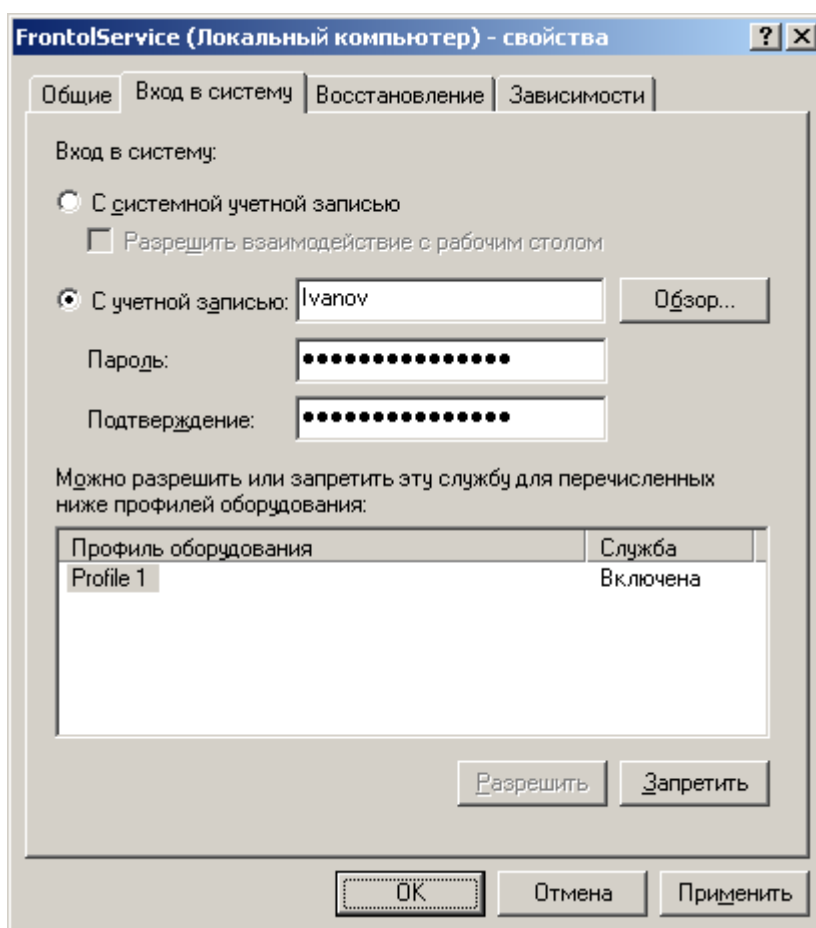 FrontolService (Локальный компьютер) - свойства
Общие Вход в систему Восстановление Зависимости
Вход в систему:
С системной учетной записью
Разрешить взаимодействие с рабочим столом
С учетной записью: Ivanov Обзор...
Пароль: ●●●●●●●●●●●●●●●
Подтверждение: ●●●●●●●●●●●●●●●
Можно разрешить или запретить эту службу для перечисленных
ниже профилей оборудования:
Профиль оборудования Служба
Profile 1 Включена
Разрешить Запретить
OK Отмена Применить